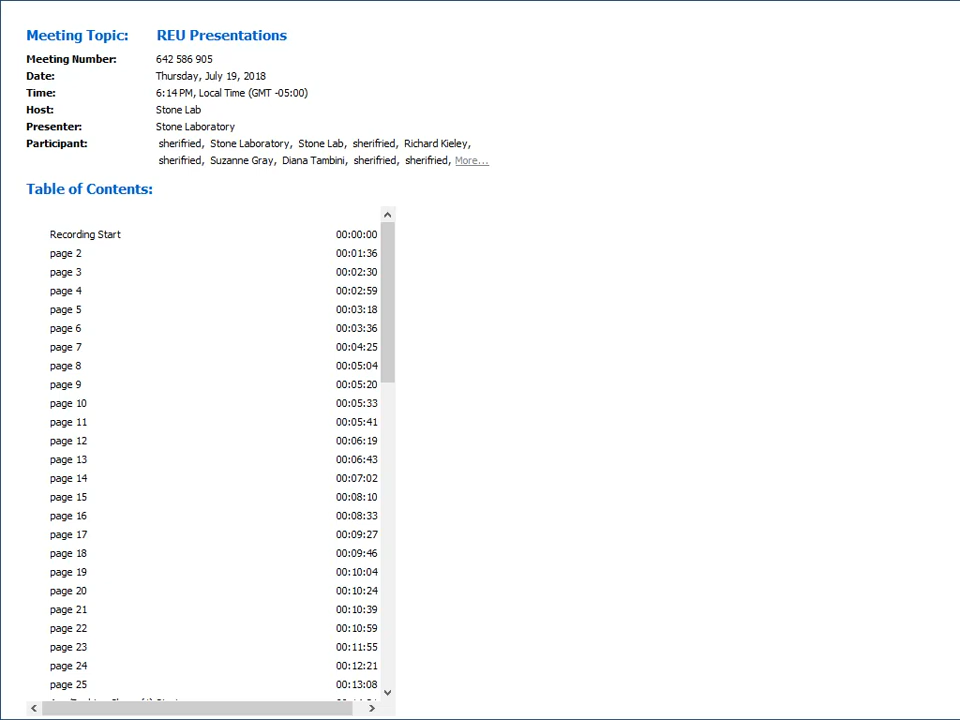 Meeting Topic: REU Presentations
Meeting Number: 642 586 905
Date: Thursday, July 19, 2018
Time: 6:14 PM, Local Time (GMT -05:00)
Host: Stone Lab
Presenter: Stone Laboratory
Participant: sherifried, Stone Laboratory, Stone Lab, sherifried, Richard Kieley,
sherifried, Suzanne Gray, Diana Tambini, sherifried, sherifried, More...
Table of Contents:
Recording Start 00:00:00
page 2 00:01:36
page 3 00:02:30
page 4 00:02:59
page 5 00:03:18
page 6 00:03:36
page 7 00:04:25
page 8 00:05:04
page 9 00:05:20
page 10 00:05:33
page 11 00:05:41
page 12 00:06:19
page 13 00:06:43
page 14 00:07:02
page 15 00:08:10
page 16 00:08:33
page 17 00:09:27
page 18 00:09:46
page 19 00:10:04
page 20 00:10:24
page 21 00:10:39
page 22 00:10:59
page 23 00:11:55
page 24 00:12:21
page 25 00:13:08